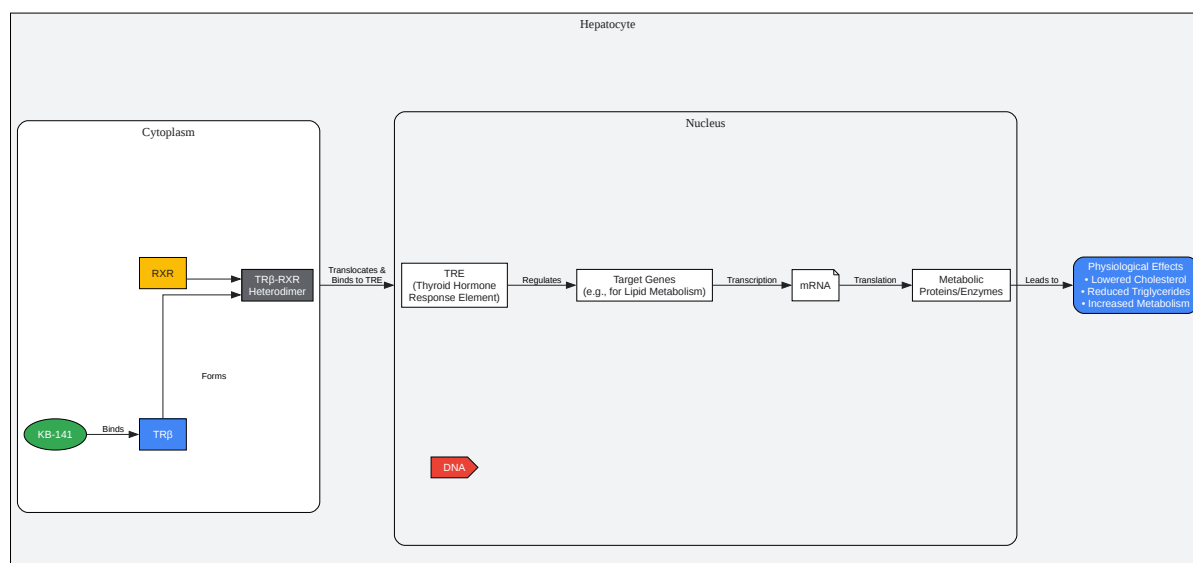 Hepatocyte
Cytoplasm
Nucleus
RXR
TRβ-RXR
Heterodimer
Translocates &
Binds to TRE
TRE
(Thyroid Hormone
Response Element)
Regulates
Target Genes
(e.g., for Lipid Metabolism)
Transcription
mRNA
Translation
Metabolic
Proteins/Enzymes
Leads to
Physiological Effects
• Lowered Cholesterol
• Reduced Triglycerides
• Increased Metabolism
Forms
KB-141
Binds
TRβ
DNA